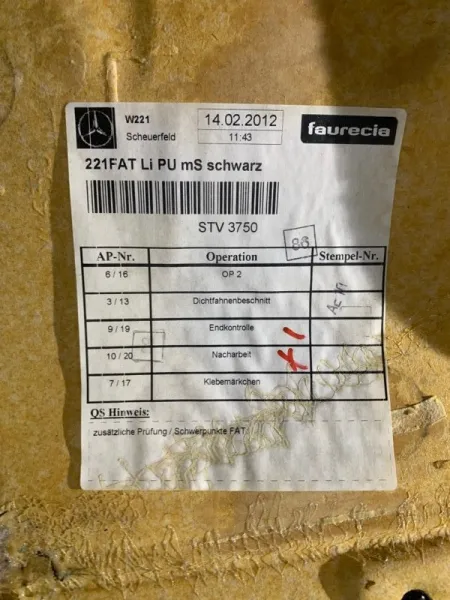 W221 14.02.2012 faurecia
Scheuerfeld 11:43
221FAT Li PU mS schwarz
STV 3750
86
AP-Nr. Operation Stempel-Nr.
6 / 16 OP 2
3 / 13 Dichtfahnenbeschnitt
9 / 19 Endkontrolle
10 / 20 Nacharbeit
7 / 17 Klebemärkchen
QS Hinweis:
zusätzliche Prüfung / Schwerpunkte FAT